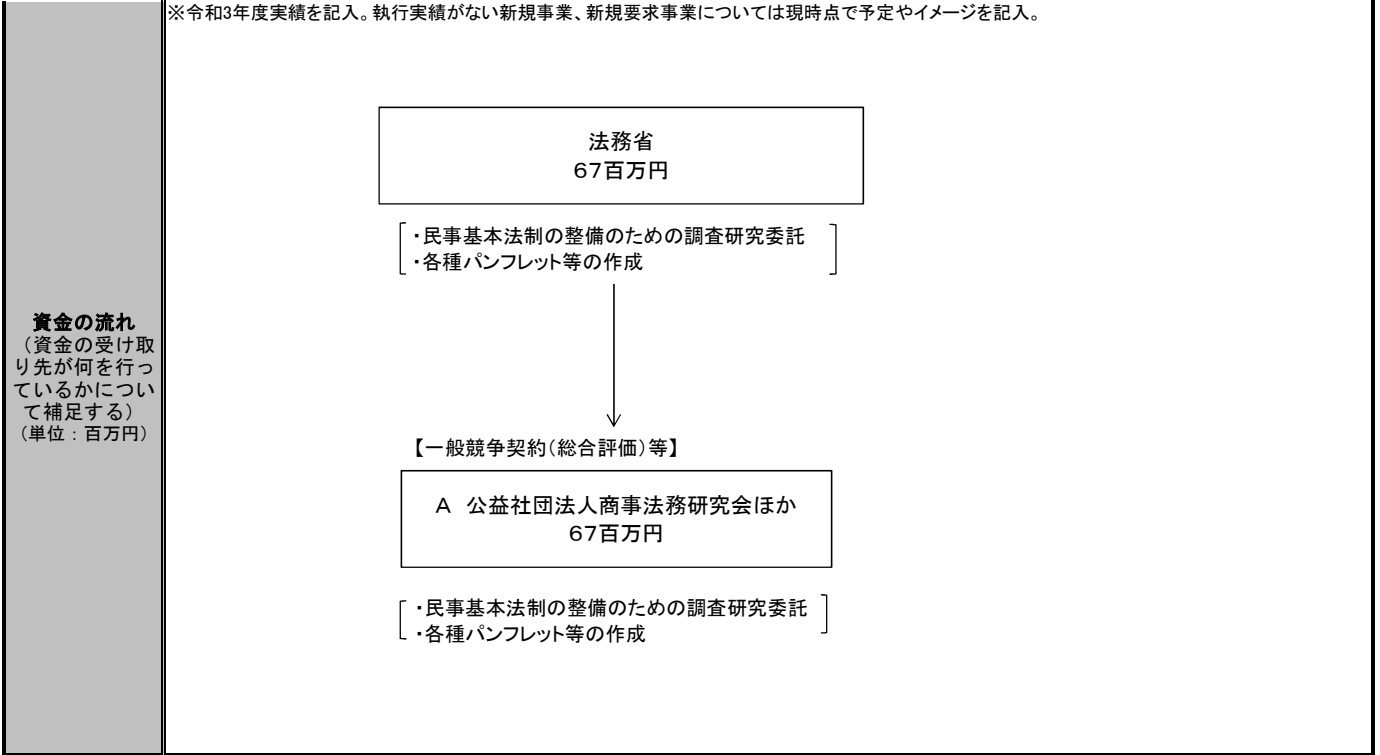 ※令和3年度実績を記入。執行実績がない新規事業、新規要求事業については現時点で予定やイメージを記入。
法務省
67百万円
・民事基本法制の整備のための調査研究委託
・各種パンフレット等の作成
資金の流れ
（資金の受け取
り先が何を行っ
ているかについ
て補足する）
（単位：百万円）
【一般競争契約(総合評価)等】
A 公益社団法人商事法務研究会ほか
67百万円
・民事基本法制の整備のための調査研究委託
・各種パンフレット等の作成